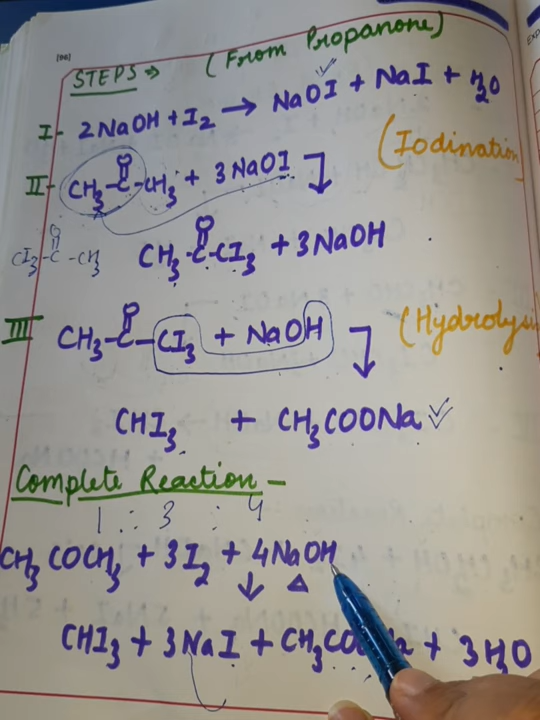 STEPS → (From Propanone)
I- 2NaOH + I₂ → NaOI + NaI + H₂O
(Iodination
O
II- CH₃-C-CH₃ + 3NaOI
O
CI₃-C-CH₃
O
CH₃-C-CI₃ + 3NaOH
O
III CH₃-C-CI₃ + NaOH
(Hydrolysi
CHI₃ + CH₃COONa
Complete Reaction -
1 : 3 : 4
CH₃COCH₃ + 3I₂ + 4NaOH
↓ Δ
CHI₃ + 3NaI + CH₃CO + 3H₂O